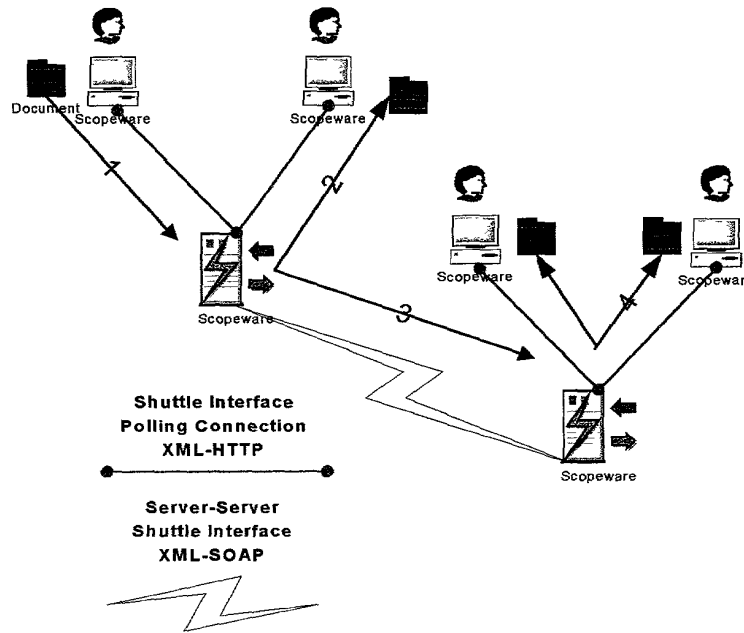 Document
Scopeware
Scopeware
1
2
Scopeware
Scopewar
Scopeware
3
4
Scopeware
Shuttle Interface
Polling Connection
XML-HTTP
Server-Server
Shuttle Interface
XML-SOAP